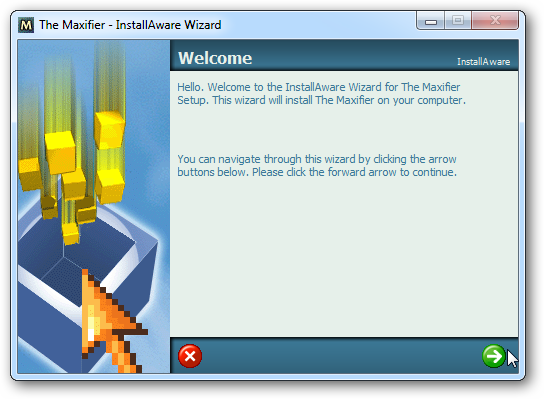 M The Maxifier - InstallAware Wizard
Welcome
InstallAware
Hello. Welcome to the InstallAware Wizard for The Maxifier
Setup. This wizard will install The Maxifier on your computer.
You can navigate through this wizard by clicking the arrow
buttons below. Please click the forward arrow to continue.